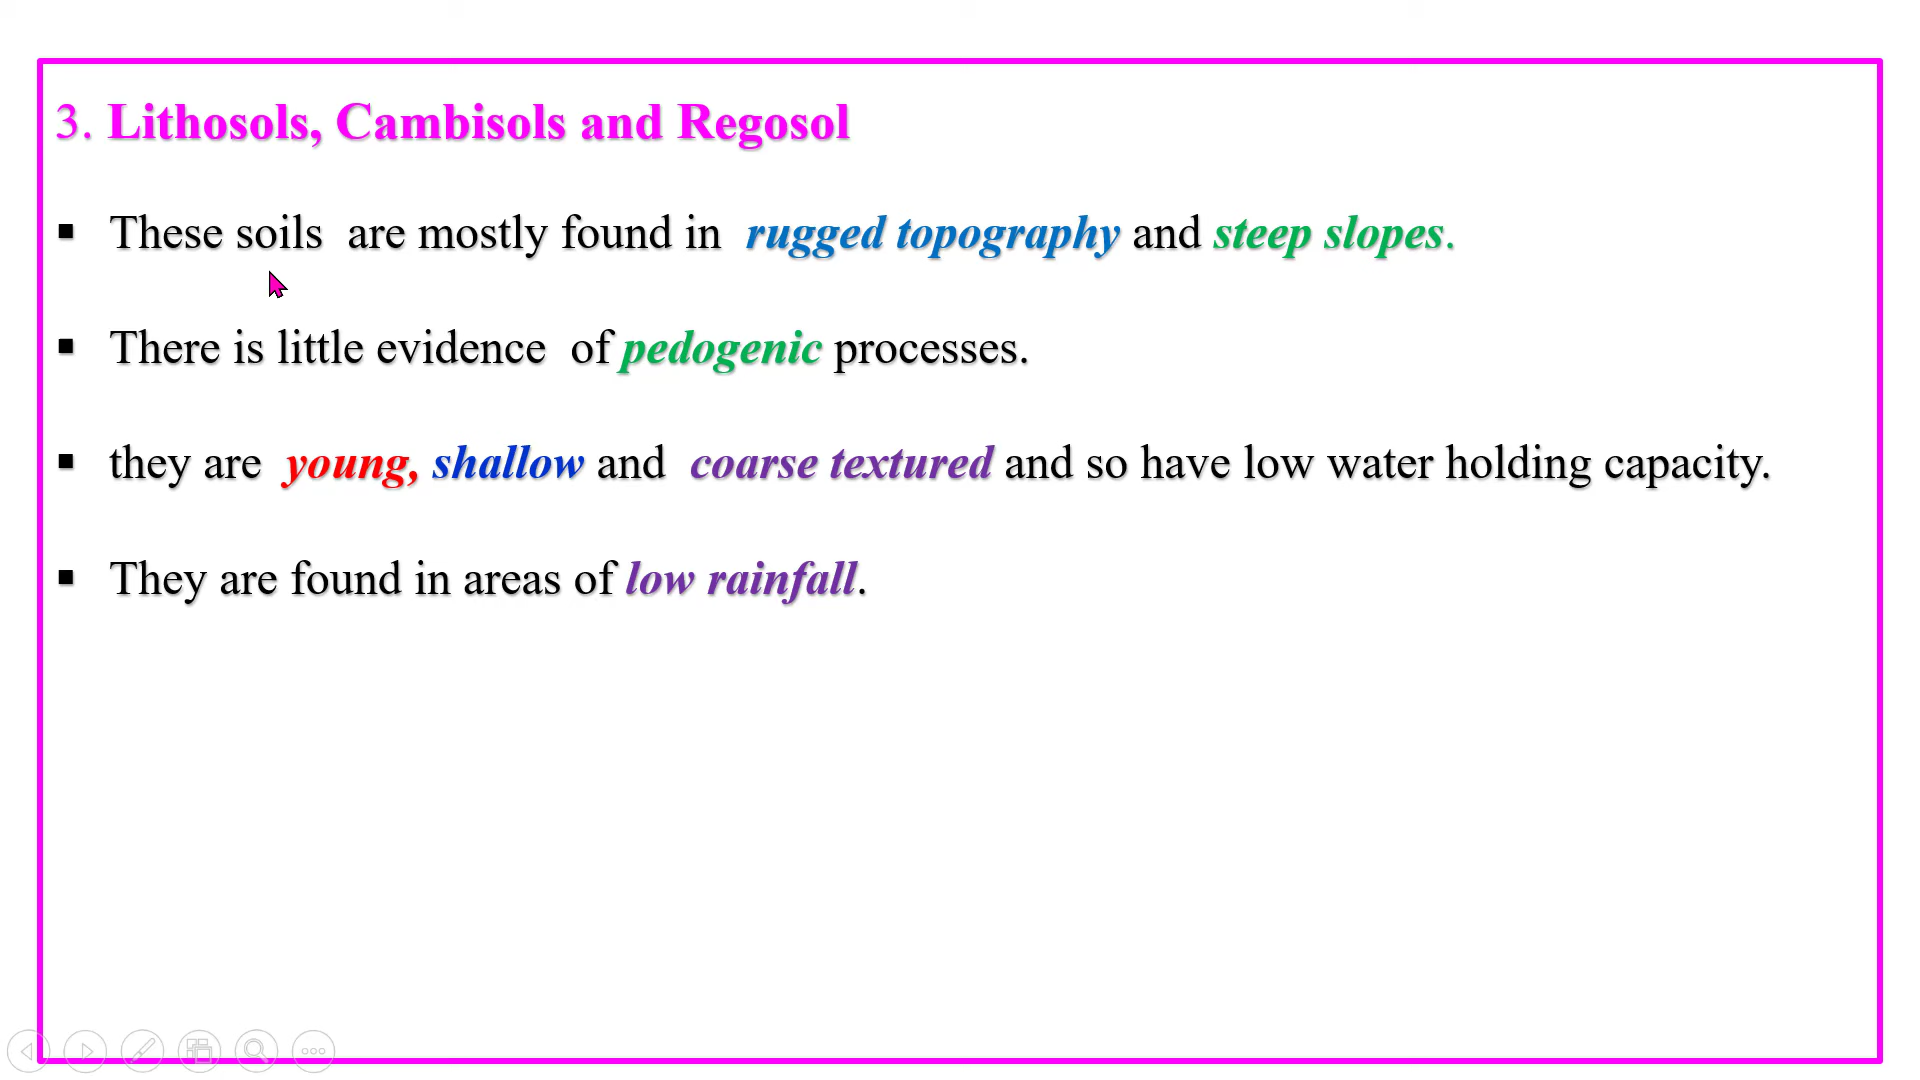 3. Lithosols, Cambisols and Regosol
▪ These soils are mostly found in rugged topography and steep slopes.
▪ There is little evidence of pedogenic processes.
▪ they are young, shallow and coarse textured and so have low water holding capacity.
▪ They are found in areas of low rainfall.